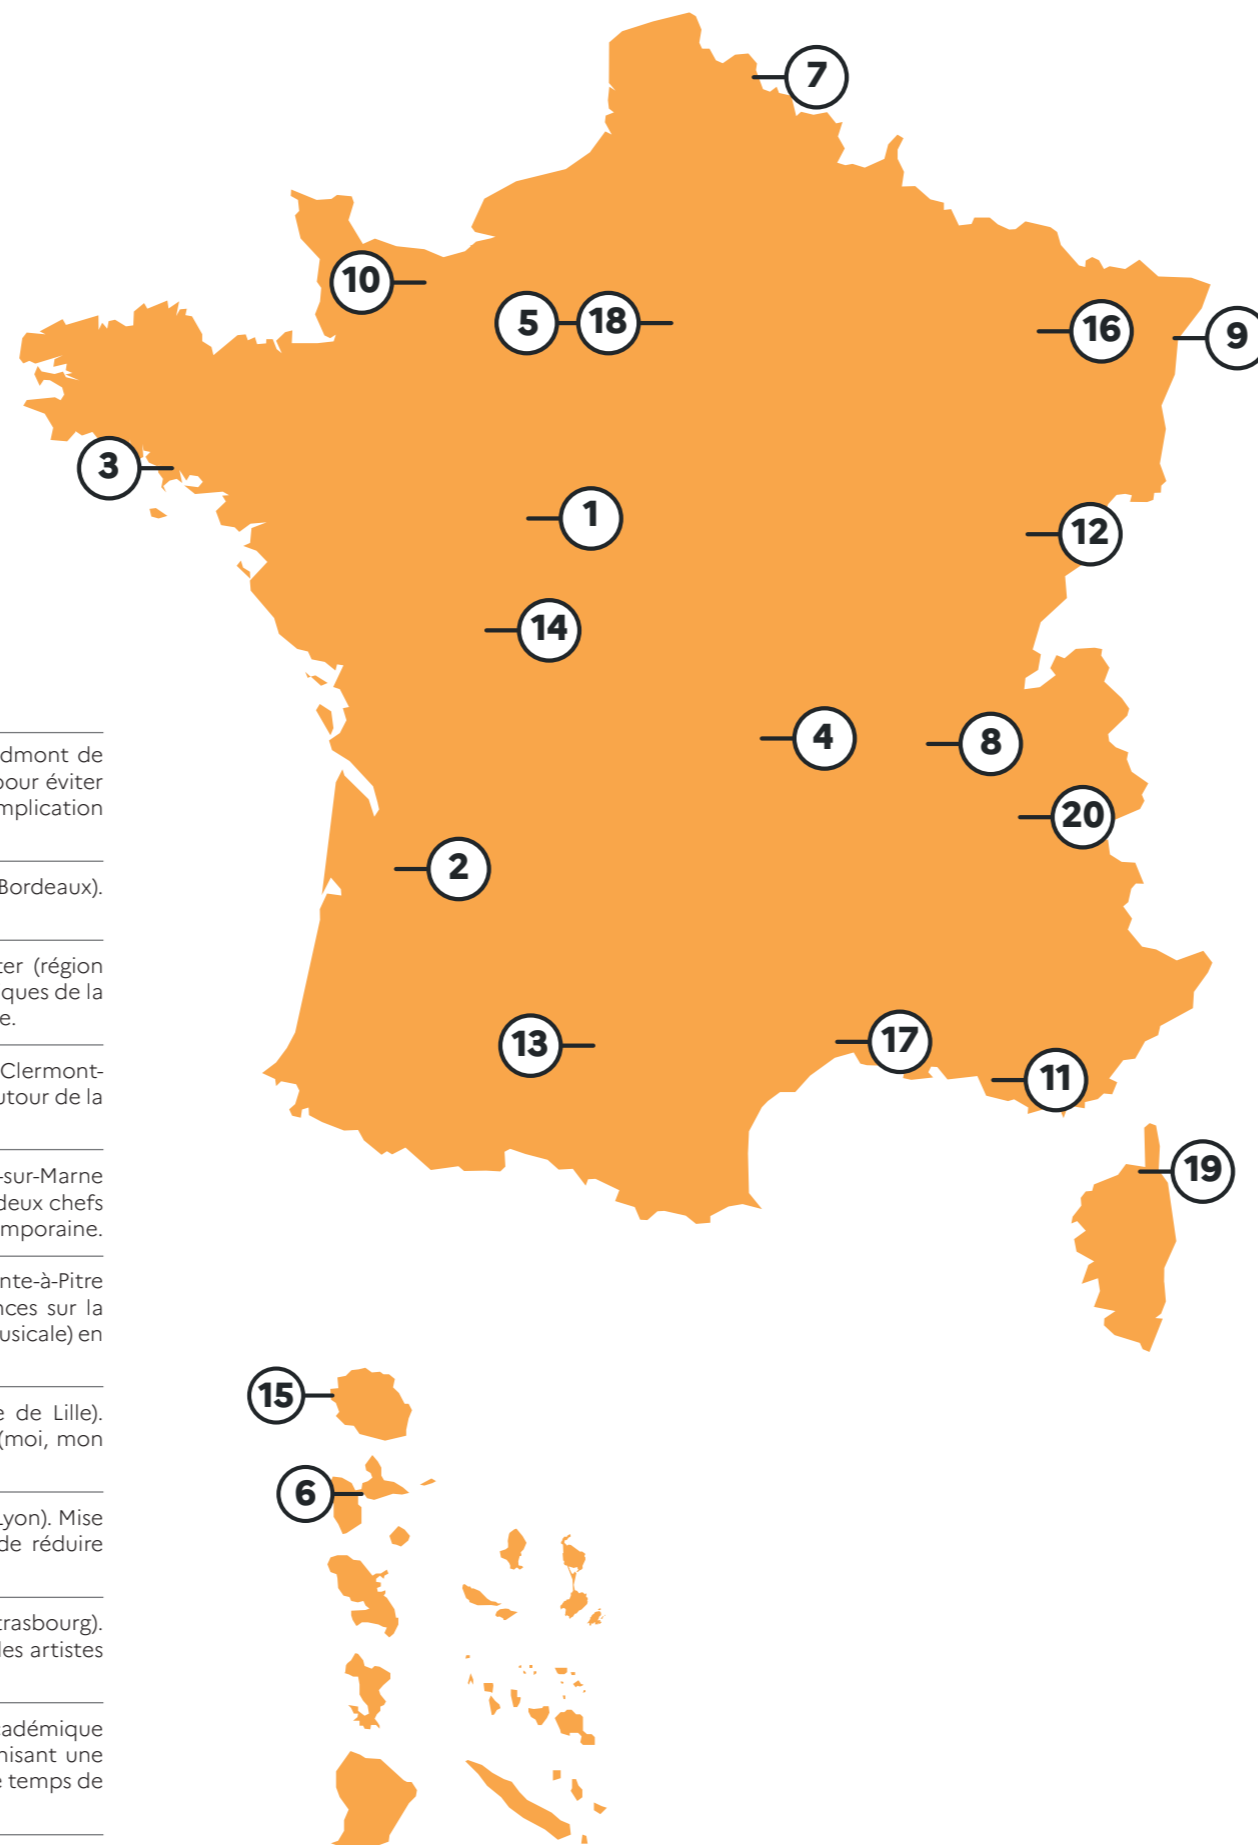 dmont de
pour éviter
mplication
Bordeaux).
ter (région
iques de la
e.
Clermont-
utour de la
-sur-Marne
deux chefs
mporaine.
nte-à-Pitre
nces sur la
usicale) en
e de Lille).
(moi, mon
Lyon). Mise
de réduire
trasbourg).
les artistes
cadémique
nisant une
e temps de
7
10
5
18
16
9
3
1
12
14
4
8
20
2
13
17
11
19
15
6